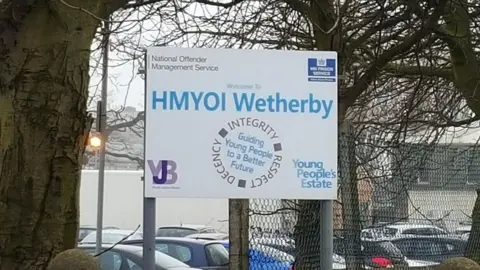 National Offender
Management Service
HM PRISON
SERVICE
Welcome To
HMYOI Wetherby
INTEGRITY
RESPECT
DECENCY
Guiding
Young People
to a Better
Future
YJB
Young
People's
Estate